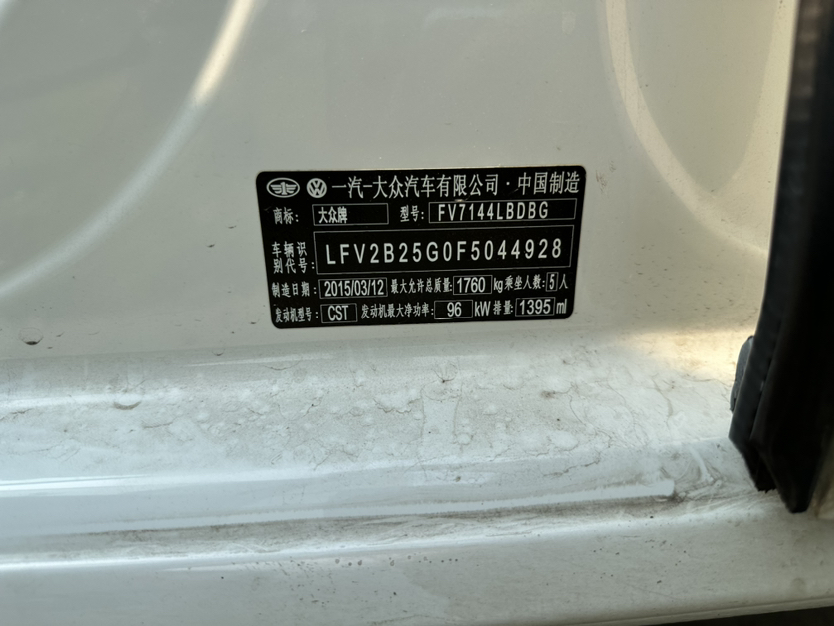 一汽-大众汽车有限公司·中国制造
商标: 大众牌 型号: FV7144LBDBG
车辆识别代号: LFV2B25G0F5044928
制造日期: 2015/03/12 最大允许总质量: 1760 kg 乘坐人数: 5 人
发动机型号: CST 发动机最大净功率: 96 kW 排量: 1395 ml